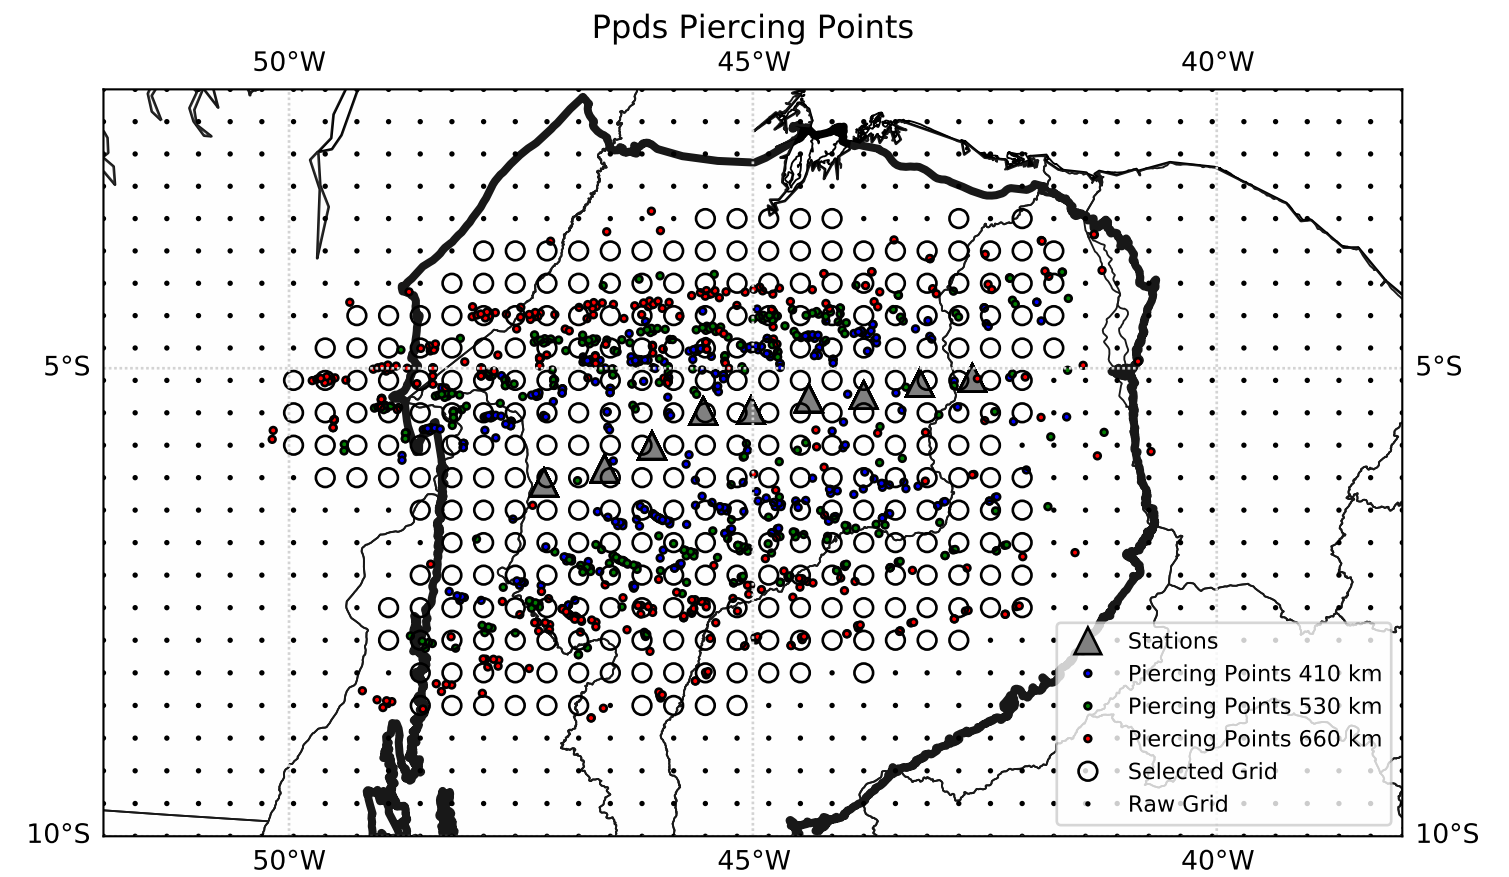 Ppds Piercing Points
50°W 45°W 40°W
5°S 5°S
Stations
Piercing Points 410 km
Piercing Points 530 km
Piercing Points 660 km
Selected Grid
Raw Grid
10°S 10°S
50°W 45°W 40°W